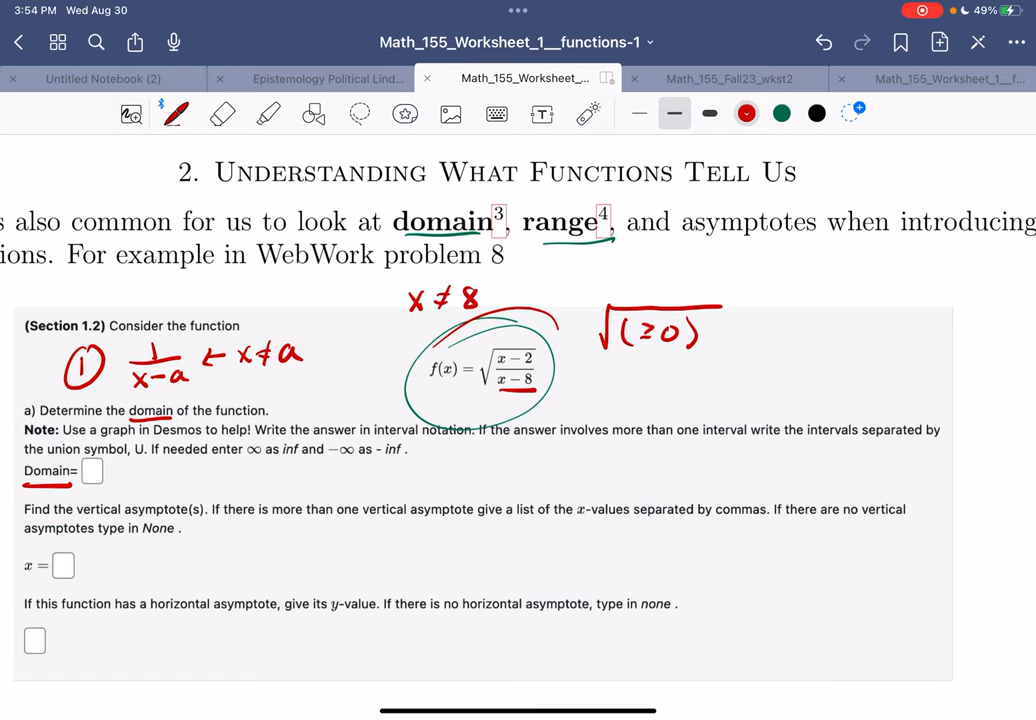 3:54 PM Wed Aug 30
49%
Math_155_Worksheet_1__functions-1
Untitled Notebook (2)
Epistemology Political Lind...
Math_155_Worksheet_...
Math_155_Fall23_wkst2
Math_155_Worksheet_1__f...
2. Understanding What Functions Tell Us
s also common for us to look at domain³, range⁴, and asymptotes when introducing
ions. For example in WebWork problem 8
x ≠ 8
(Section 1.2) Consider the function
① 1/(x-a) ← x ≠ a
f(x) = √((x − 2)/(x − 8))
√(≥0)
a) Determine the domain of the function.
Note: Use a graph in Desmos to help! Write the answer in interval notation. If the answer involves more than one interval write the intervals separated by
the union symbol, U. If needed enter ∞ as inf and −∞ as - inf .
Domain=
Find the vertical asymptote(s). If there is more than one vertical asymptote give a list of the x-values separated by commas. If there are no vertical
asymptotes type in None .
x =
If this function has a horizontal asymptote, give its y-value. If there is no horizontal asymptote, type in none .